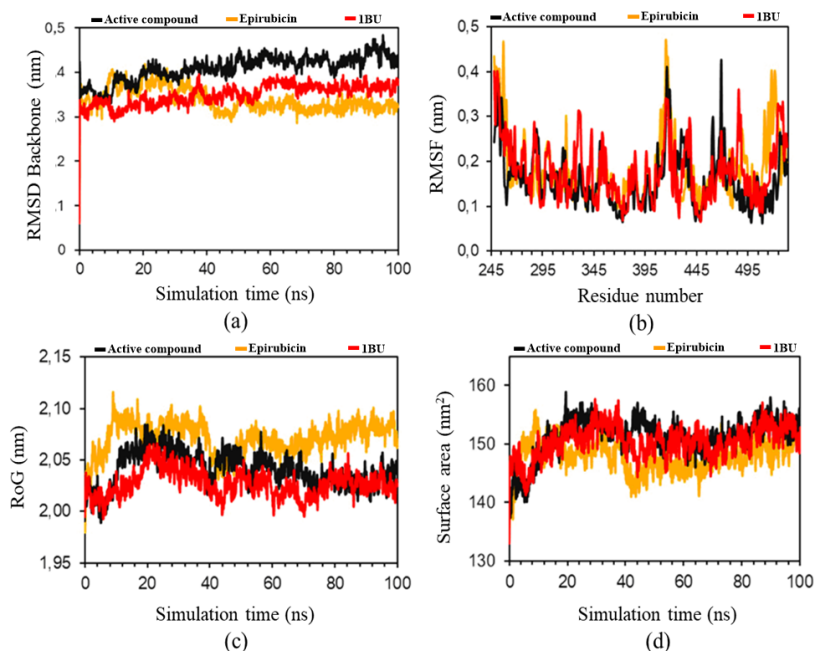 Active compound Epirubicin 1BU
0,5
.4
.3
.2
.1
0
0 20 40 60 80 100
RMSD Backbone (nm)
Simulation time (ns)
(a)
Active compound Epirubicin 1BU
0,5
0,4
0,3
0,2
0,1
0,0
245 295 345 395 445 495
RMSF (nm)
Residue number
(b)
Active compound Epirubicin 1BU
2,15
2,10
2,05
2,00
1,95
0 20 40 60 80 100
RoG (nm)
Simulation time (ns)
(c)
Active compound Epirubicin 1BU
160
150
140
130
0 20 40 60 80 100
Surface area (nm²)
Simulation time (ns)
(d)